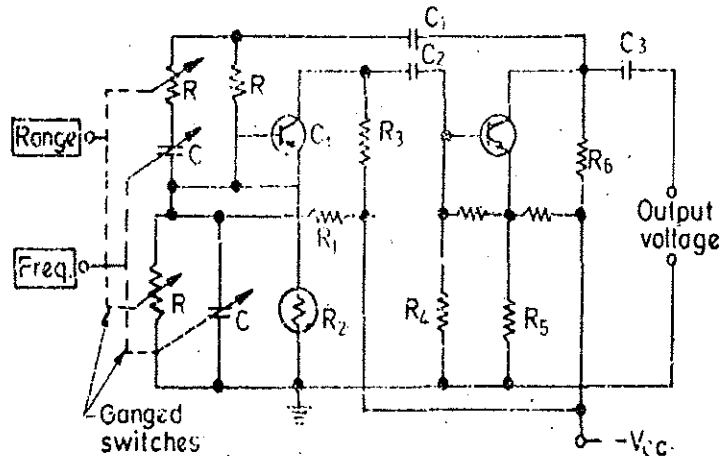 C1
C2
C3
R
R
C1
R3
R6
Range
C
R1
Output
voltage
Freq.
R
C
R2
R4
R5
Ganged
switches
-Vcc